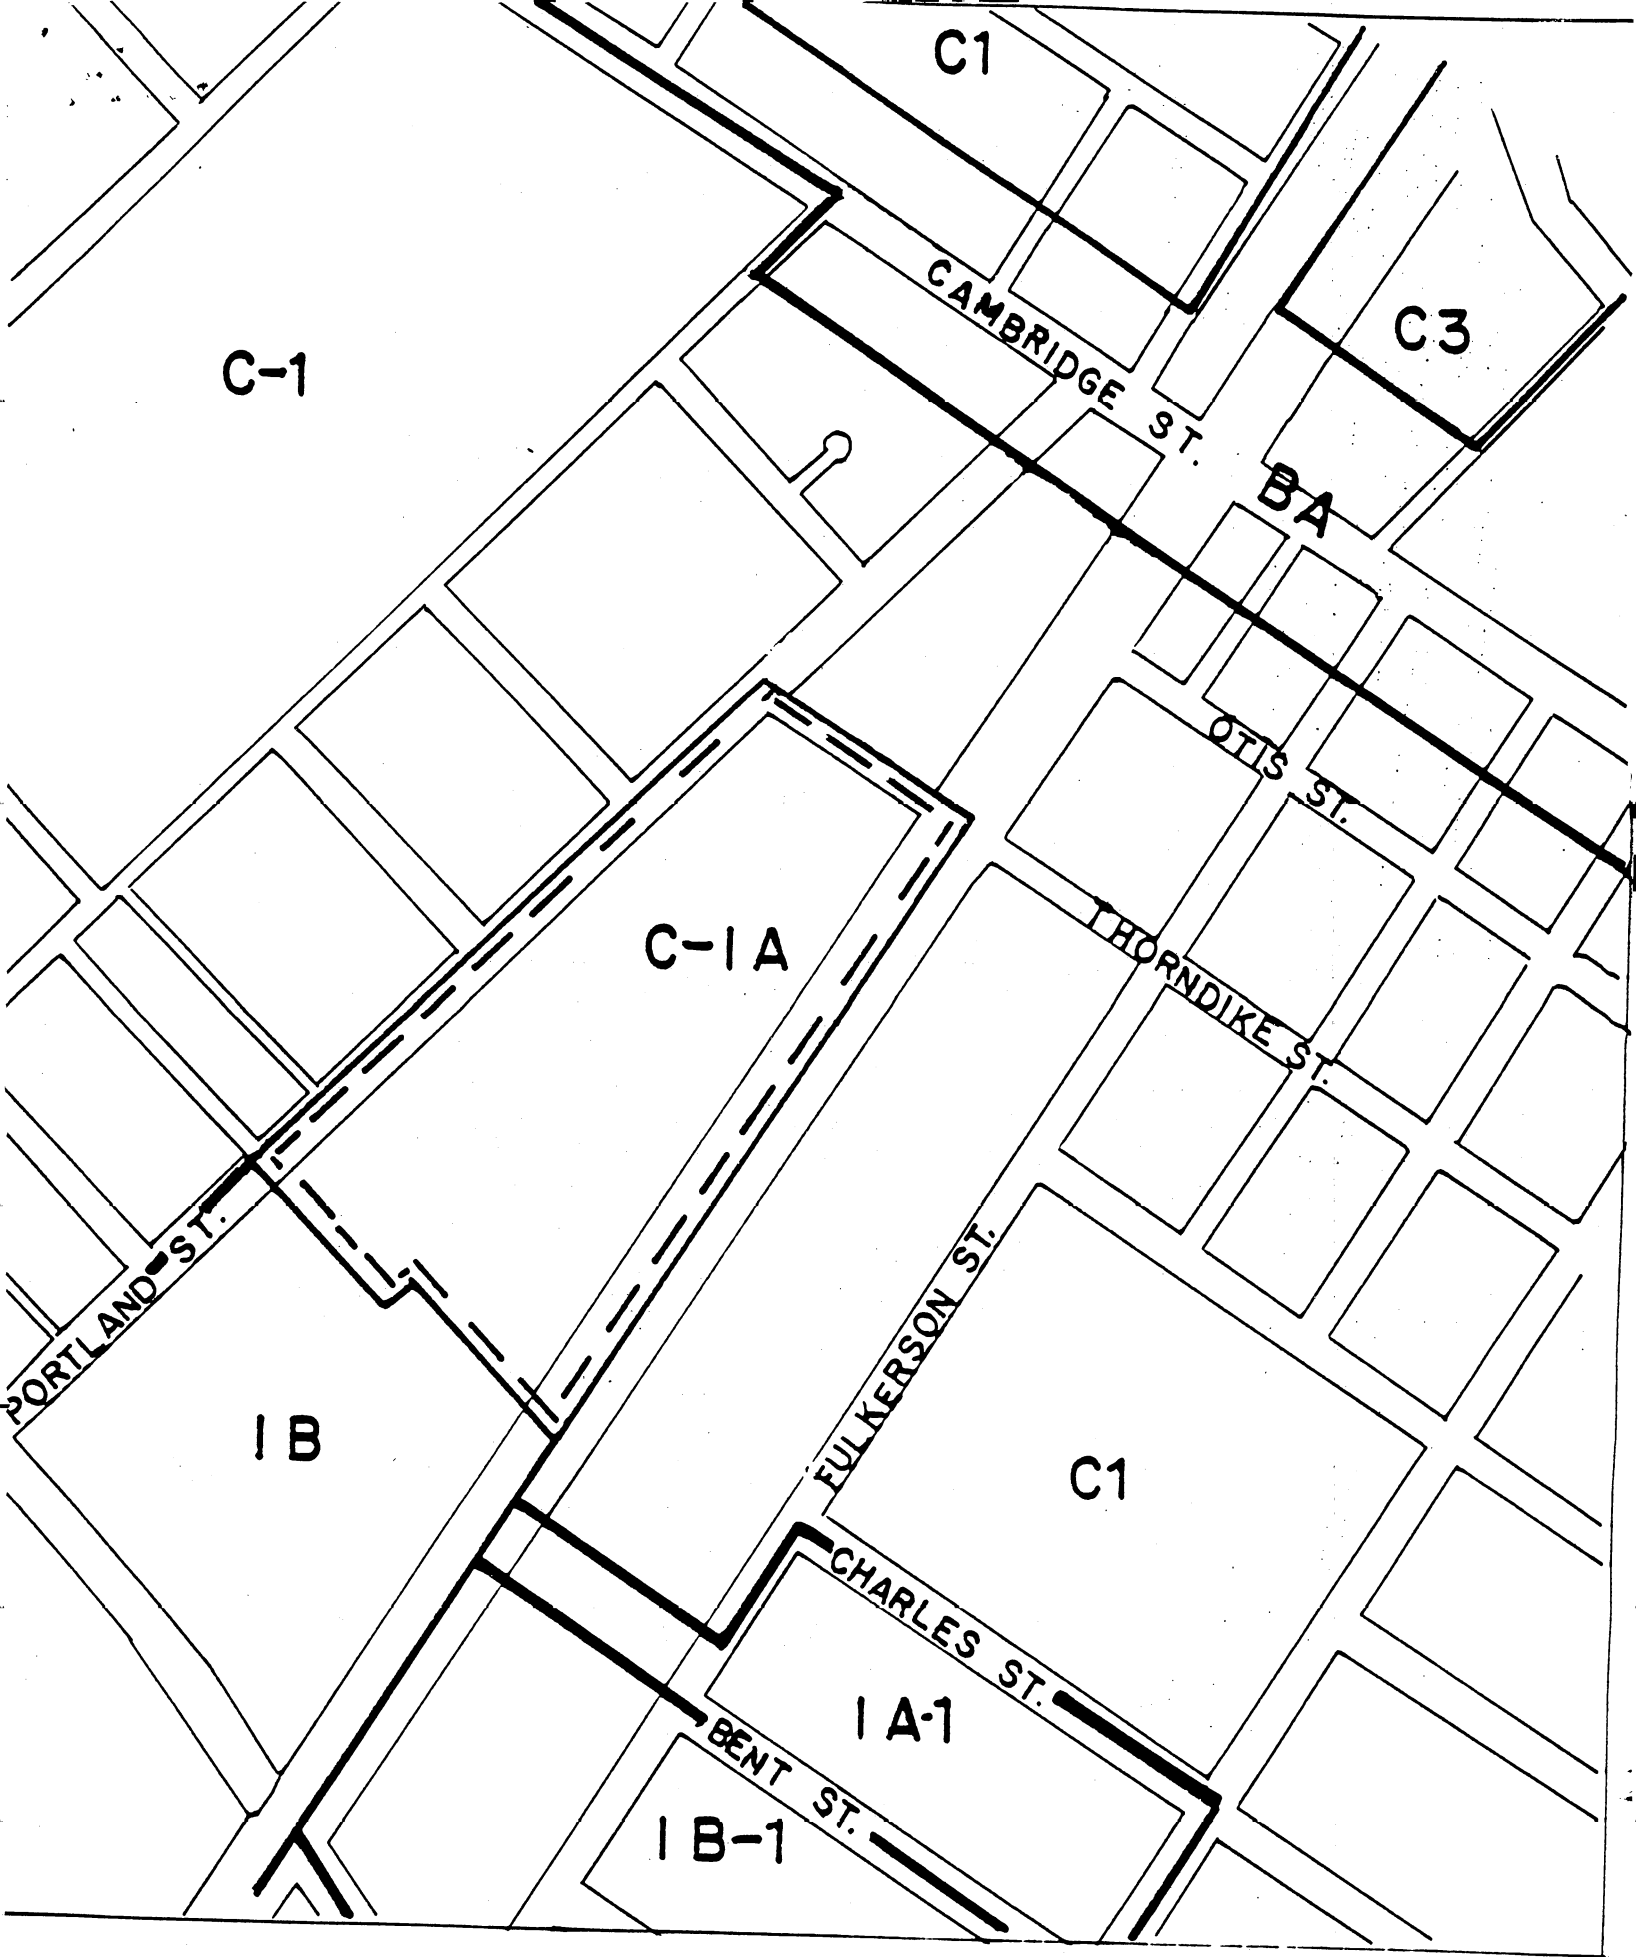 C1
CAMBRIDGE ST.
C3
C-1
BA
OTIS ST.
C-1A
THORNDIKE ST.
PORTLAND ST.
FULKERSON ST.
1B
C1
CHARLES ST.
1A-1
BENT ST.
1B-1